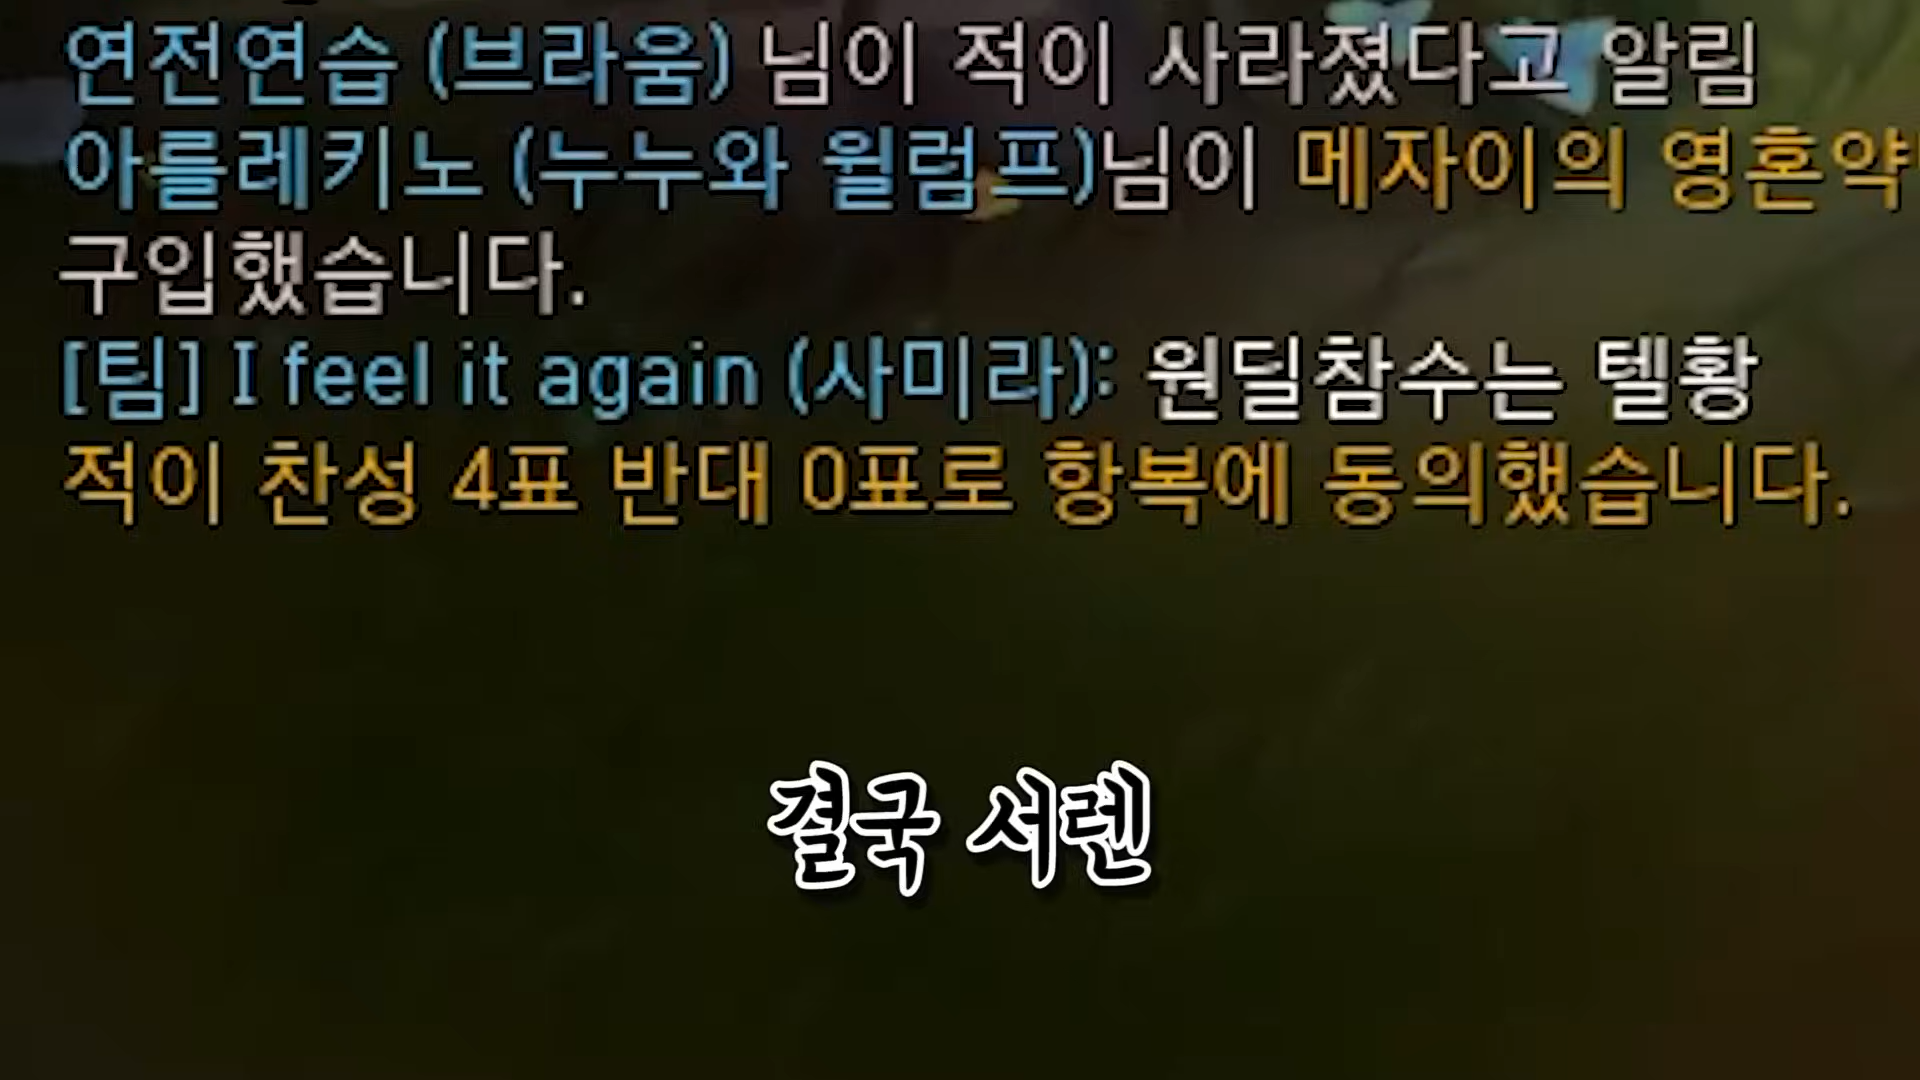 연전연습 (브라움) 님이 적이 사라졌다고 알림
아를레키노 (누누와 윌럼프)님이 메자이의 영혼약
구입했습니다.
[팀] I feel it again (사미라): 원딜참수는 텔황
적이 찬성 4표 반대 0표로 항복에 동의했습니다.
결국 서렌